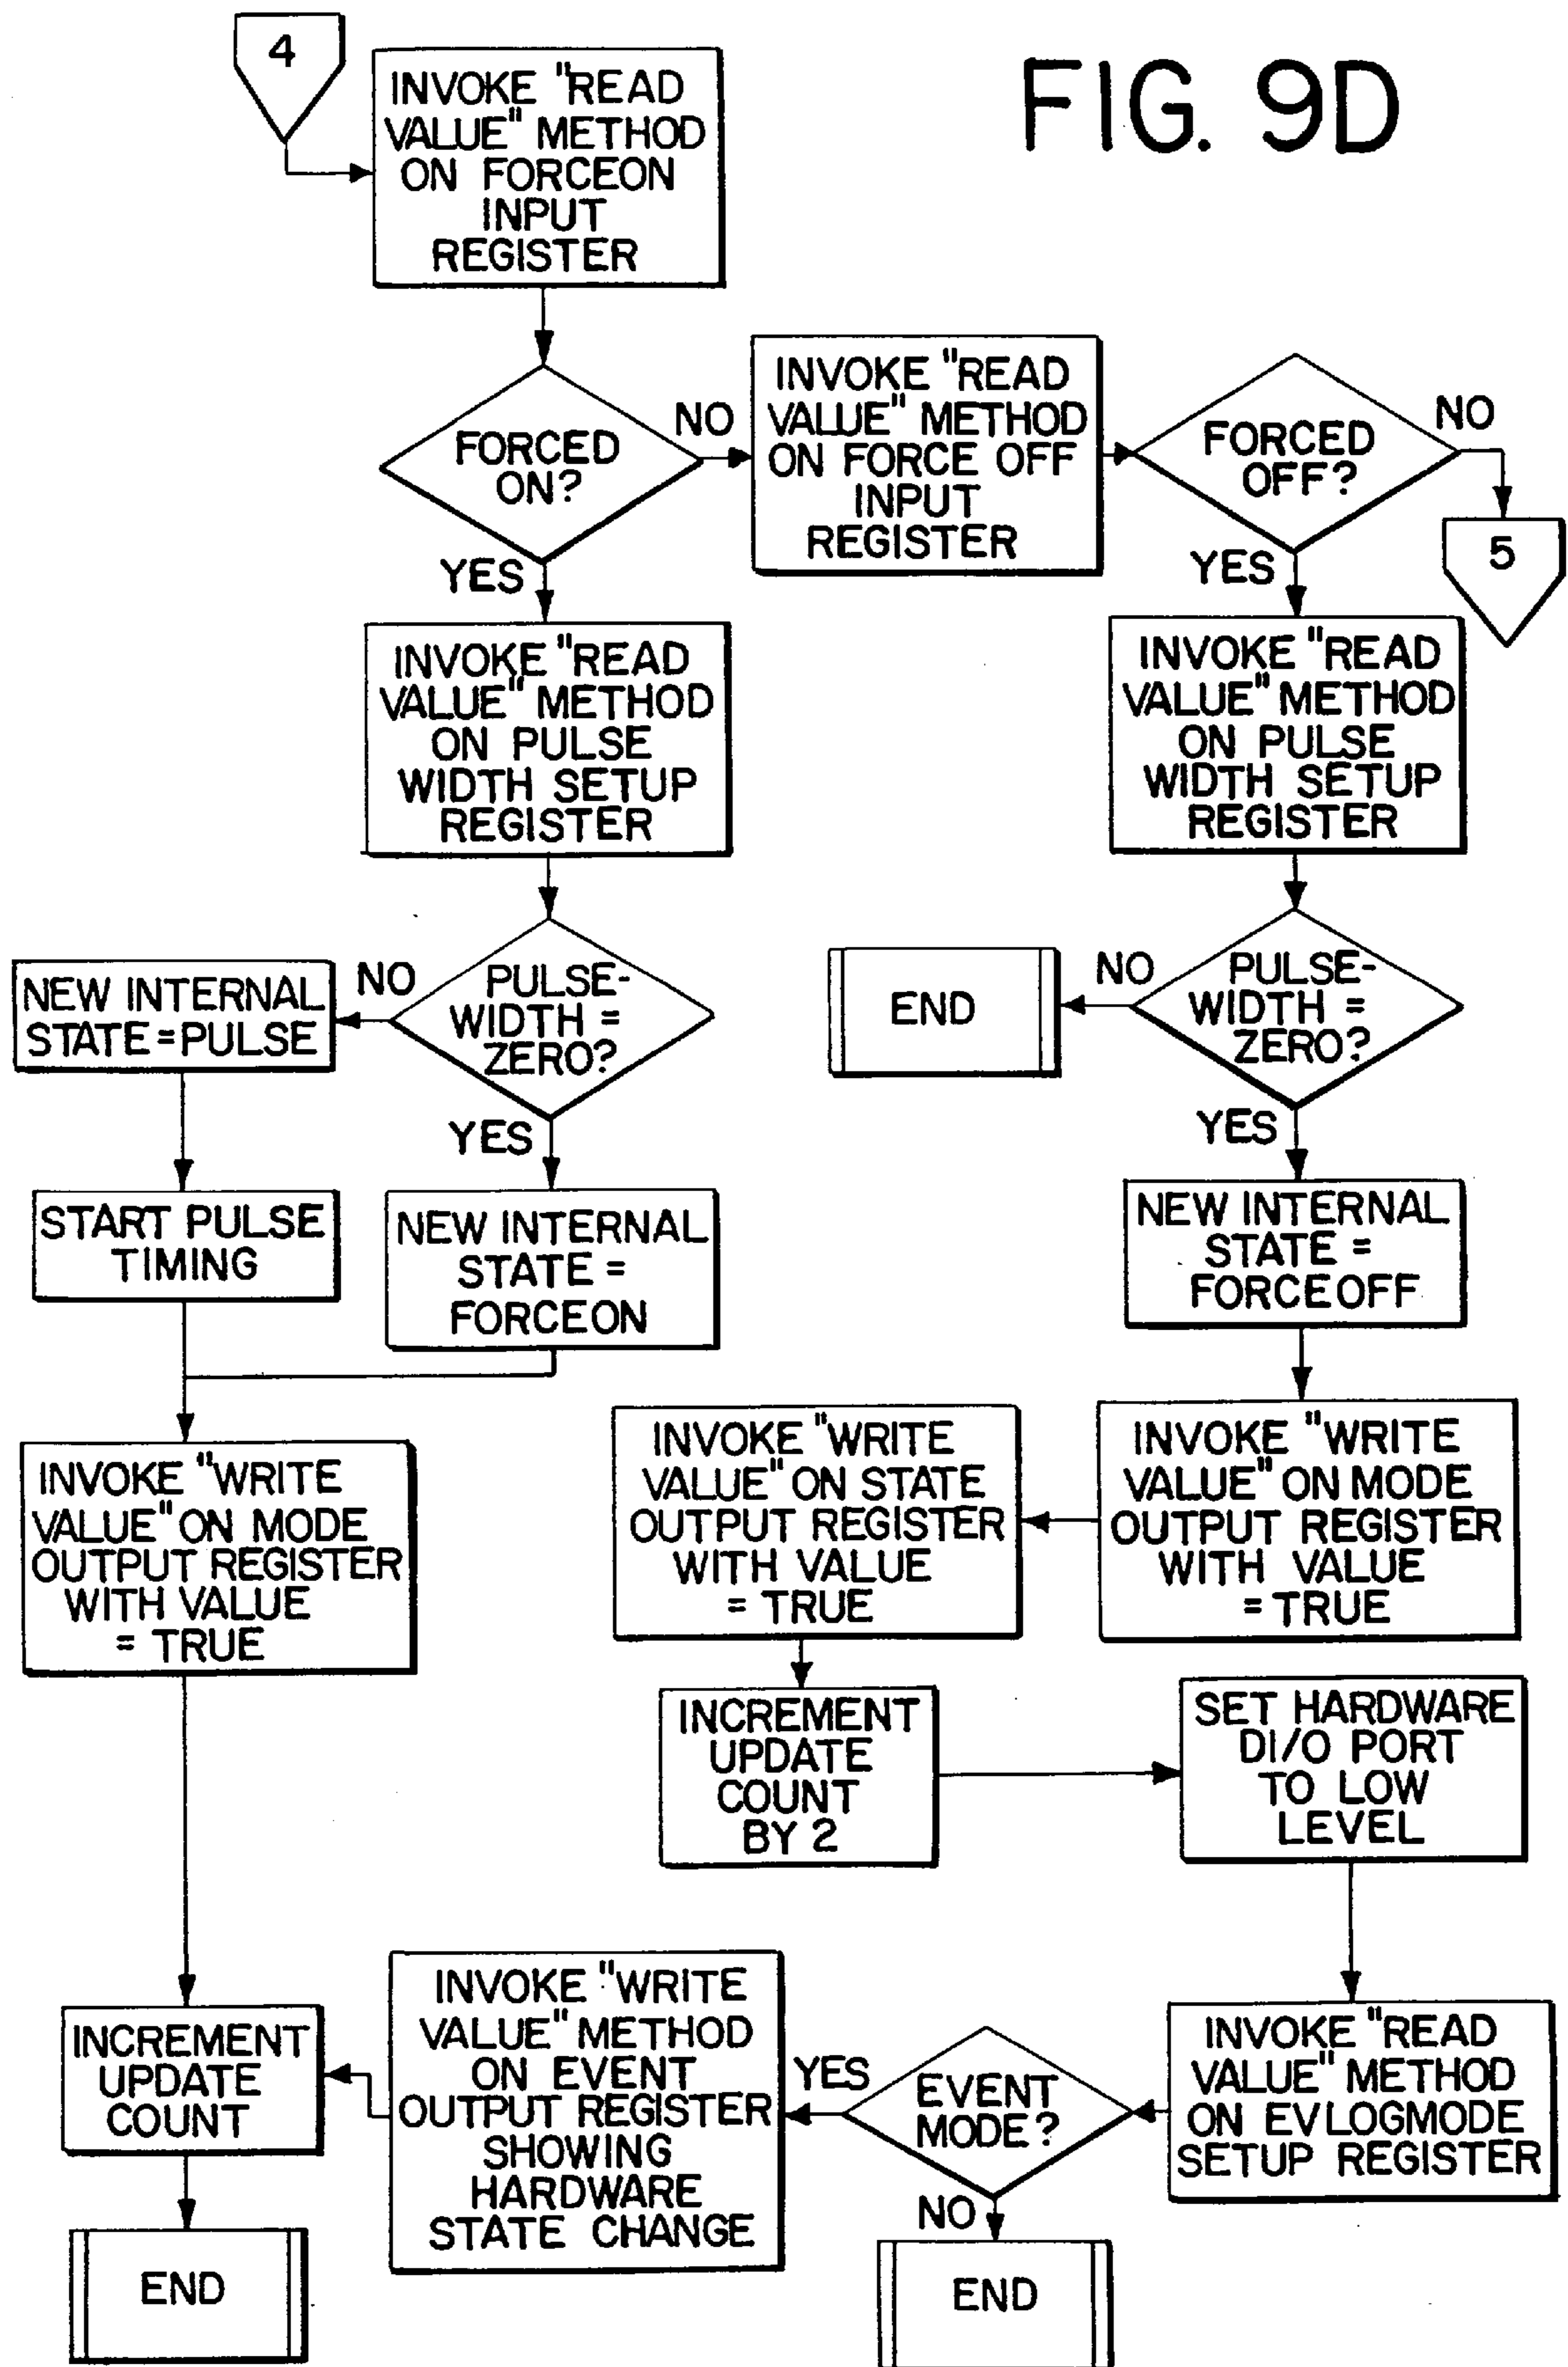 4
FIG. 9D
INVOKE "READ
VALUE" METHOD
ON FORCEON
INPUT
REGISTER
FORCED
ON?
NO
YES
INVOKE "READ
VALUE" METHOD
ON FORCE OFF
INPUT
REGISTER
FORCED
OFF?
NO
YES
5
INVOKE "READ
VALUE" METHOD
ON PULSE
WIDTH SETUP
REGISTER
INVOKE "READ
VALUE" METHOD
ON PULSE
WIDTH SETUP
REGISTER
PULSE-
WIDTH =
ZERO?
NO
YES
NEW INTERNAL
STATE=PULSE
END
NO
PULSE-
WIDTH =
ZERO?
YES
START PULSE
TIMING
NEW INTERNAL
STATE =
FORCEON
NEW INTERNAL
STATE =
FORCEOFF
INVOKE "WRITE
VALUE" ON MODE
OUTPUT REGISTER
WITH VALUE
= TRUE
INVOKE "WRITE
VALUE" ON STATE
OUTPUT REGISTER
WITH VALUE
= TRUE
INVOKE "WRITE
VALUE" ON MODE
OUTPUT REGISTER
WITH VALUE
= TRUE
INCREMENT
UPDATE
COUNT
BY 2
SET HARDWARE
DI/O PORT
TO LOW
LEVEL
INCREMENT
UPDATE
COUNT
INVOKE "WRITE
VALUE" METHOD
ON EVENT
OUTPUT REGISTER
SHOWING
HARDWARE
STATE CHANGE
YES
EVENT
MODE?
NO
INVOKE "READ
VALUE" METHOD
ON EVLOGMODE
SETUP REGISTER
END
END